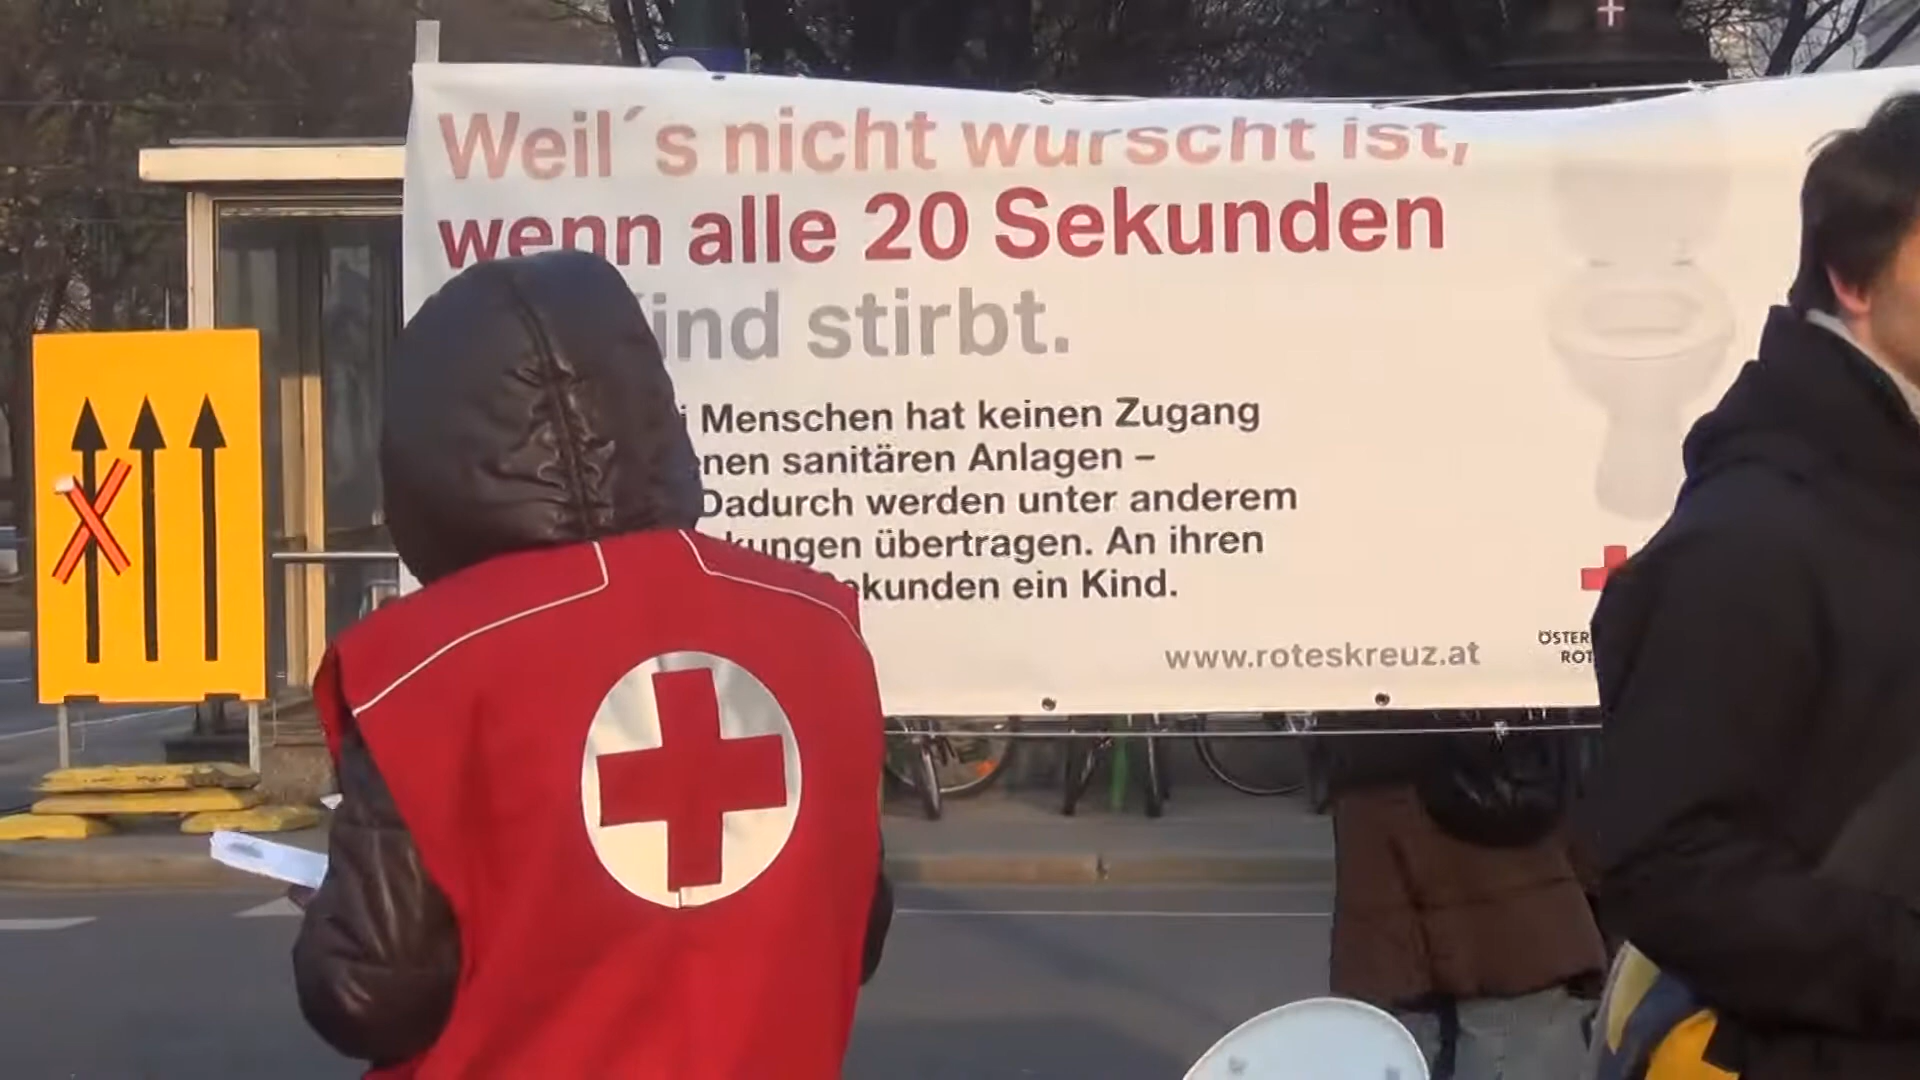 Weil´s nicht wurscht ist,
wenn alle 20 Sekunden
ind stirbt.
i Menschen hat keinen Zugang
nen sanitären Anlagen –
Dadurch werden unter anderem
kungen übertragen. An ihren
ekunden ein Kind.
www.roteskreuz.at
ÖSTER
ROT